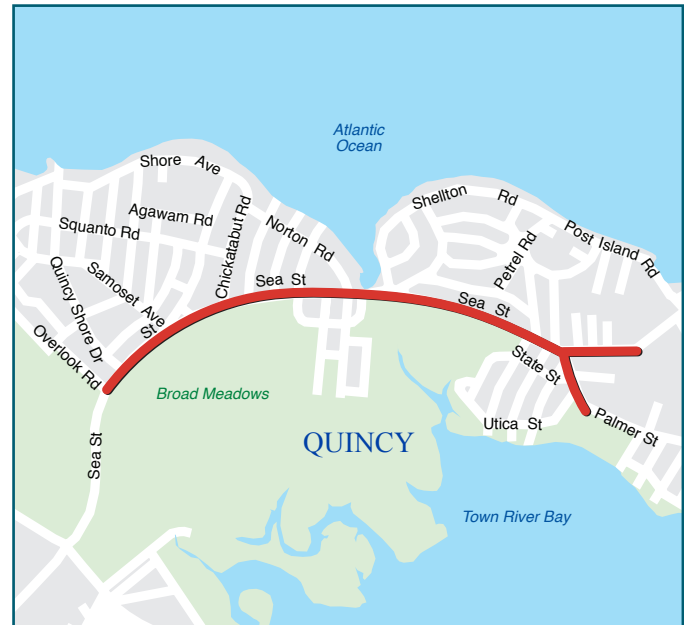 Atlantic
Ocean
Shore Ave
Shellton Rd
Agawam Rd
Chickatabut Rd
Norton Rd
Squanto Rd
Petrel Rd
Post Island Rd
Quincy Shore Dr
Samoset Ave
St
Sea St
Sea St
Overlook Rd
State St
Broad Meadows
Utica St
Palmer St
QUINCY
Sea St
Town River Bay